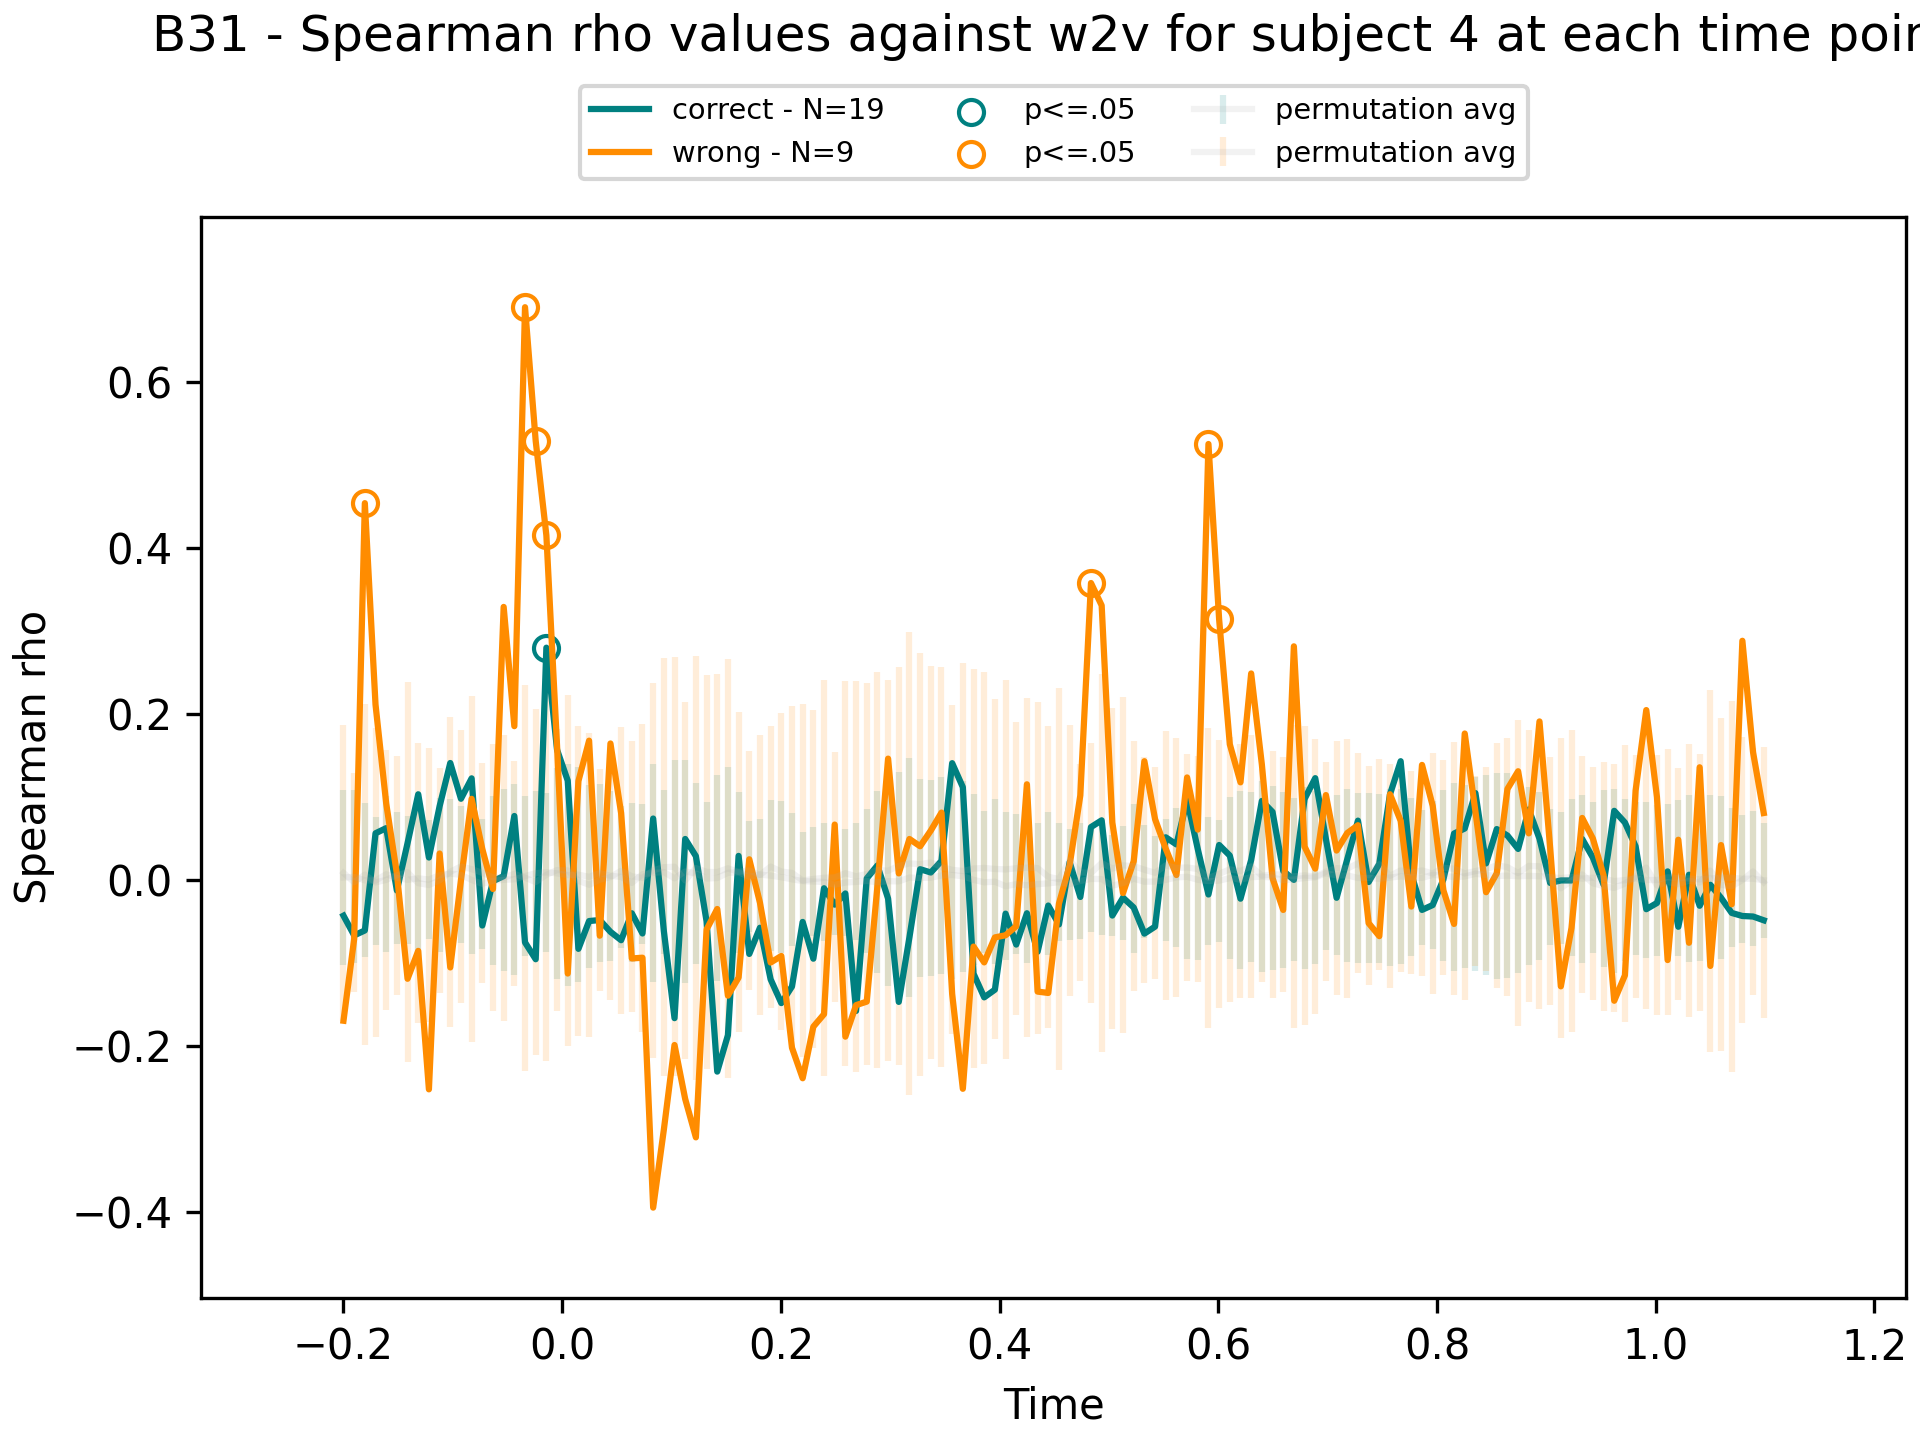 B31 - Spearman rho values against w2v for subject 4 at each time poin
correct - N=19
wrong - N=9
p<=.05
p<=.05
permutation avg
permutation avg
Spearman rho
0.6
0.4
0.2
0.0
−0.2
−0.4
−0.2 0.0 0.2 0.4 0.6 0.8 1.0 1.2
Time